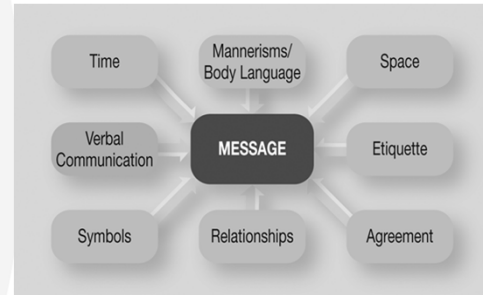 Time
Mannerisms/
Body Language
Space
Verbal
Communication
MESSAGE
Etiquette
Symbols
Relationships
Agreement